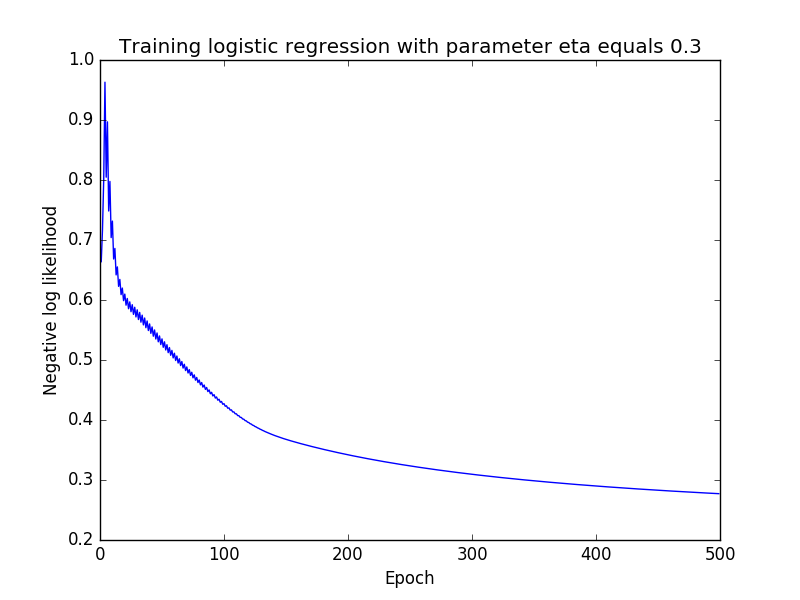 Training logistic regression with parameter eta equals 0.3
1.0
0.9
0.8
0.7
0.6
0.5
0.4
0.3
0.2
Negative log likelihood
0 100 200 300 400 500
Epoch